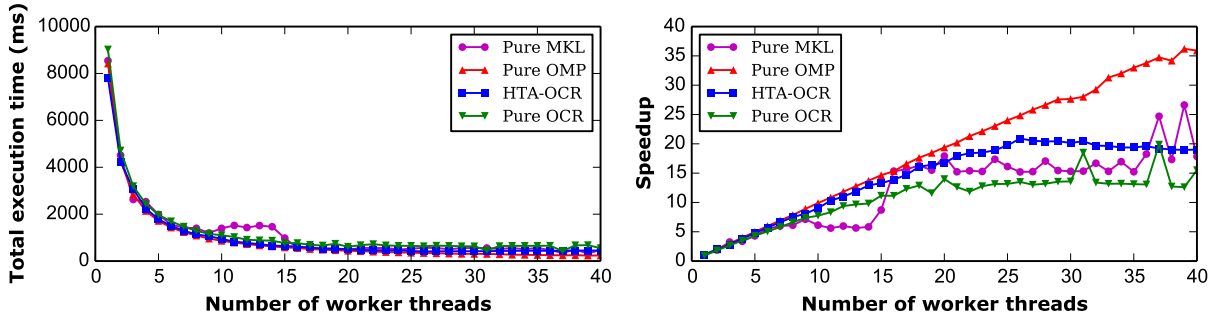 Total execution time (ms)
10000
8000
6000
4000
2000
0
Pure MKL
Pure OMP
HTA-OCR
Pure OCR
0 5 10 15 20 25 30 35 40
Number of worker threads
Speedup
40
35
30
25
20
15
10
5
0
Pure MKL
Pure OMP
HTA-OCR
Pure OCR
0 5 10 15 20 25 30 35 40
Number of worker threads